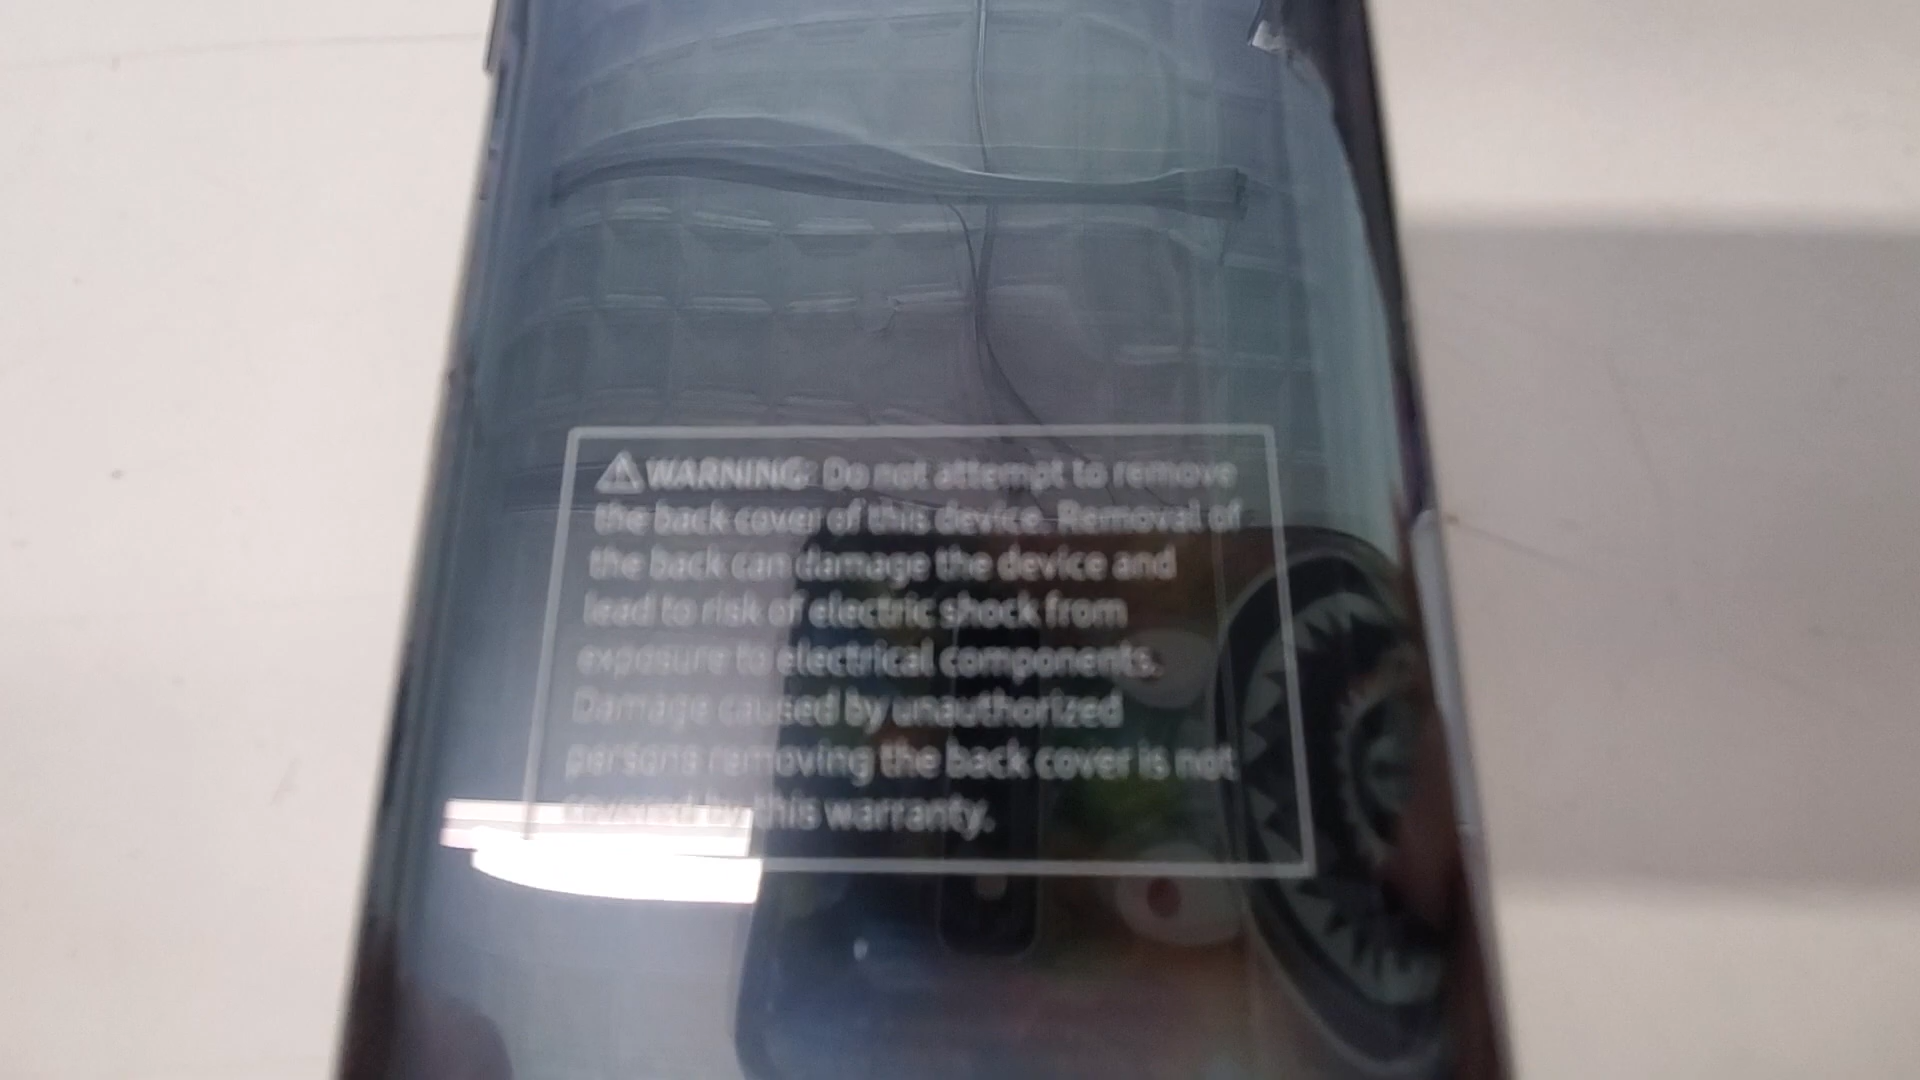 ⚠ WARNING: Do not attempt to remove
the back cover of this device. Removal of
the back can damage the device and
lead to risk of electric shock from
exposure to electrical components.
Damage caused by unauthorized
persons removing the back cover is not
covered by this warranty.